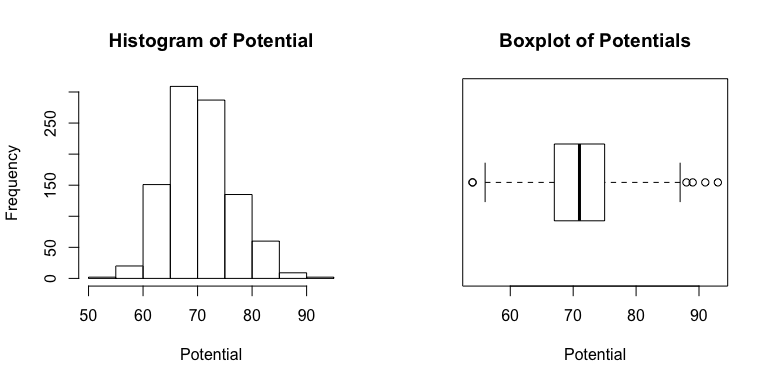 Histogram of Potential
Frequency
250
150
50
0
50 60 70 80 90
Potential
Boxplot of Potentials
60 70 80 90
Potential